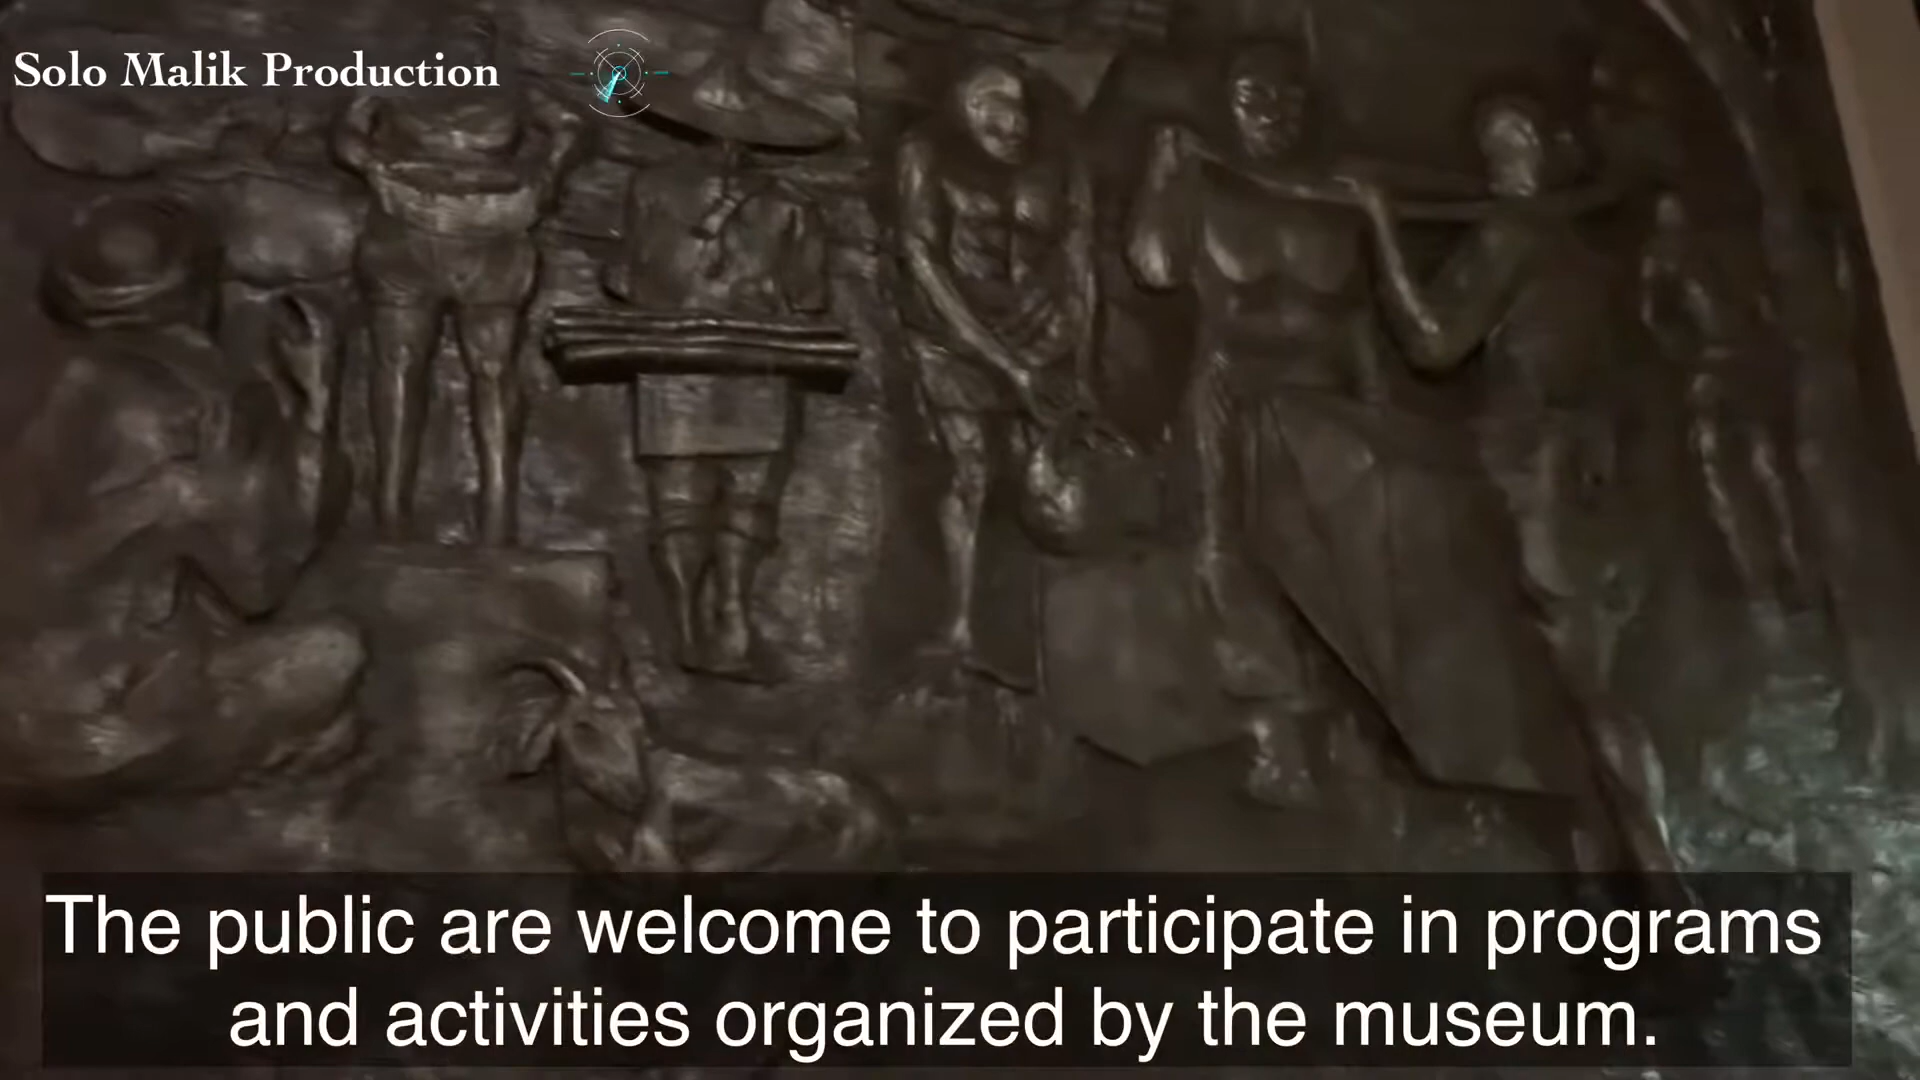 Solo Malik Production
The public are welcome to participate in programs
and activities organized by the museum.